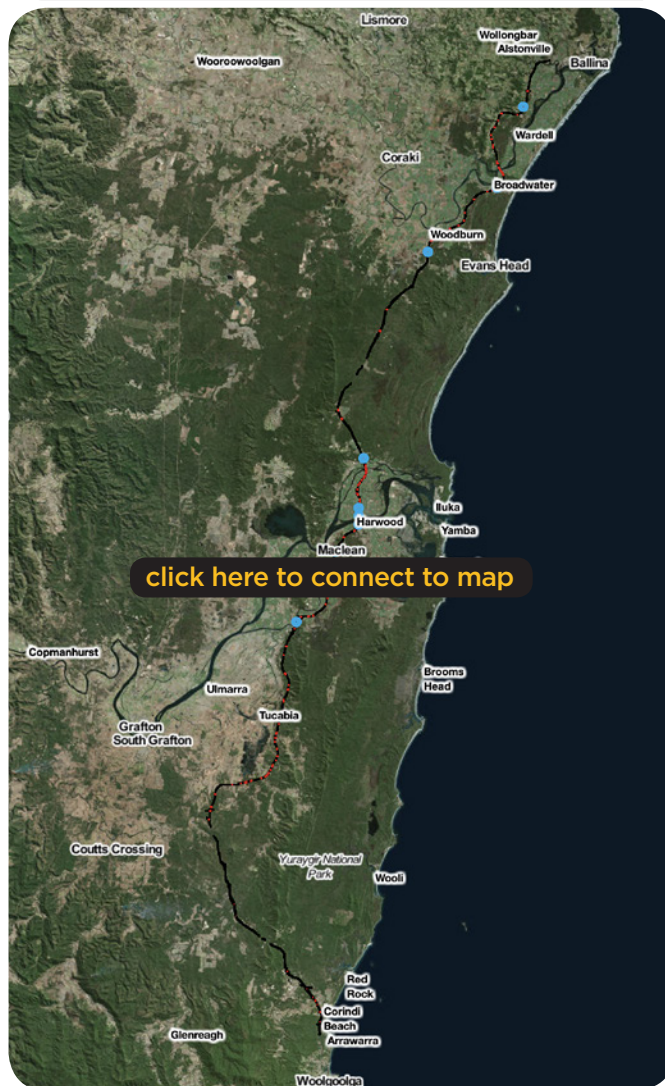 Lismore
Wollongbar
Alstonville
Wooroowoolgan
Ballina
Wardell
Coraki
Broadwater
Woodburn
Evans Head
Iluka
Harwood
Yamba
Maclean
click here to connect to map
Copmanhurst
Brooms
Head
Ulmarra
Tucabia
Grafton
South Grafton
Coutts Crossing
Yuraygir National
Park
Wooli
Red
Rock
Corindi
Beach
Glenreagh
Arrawarra
Woolgoolga